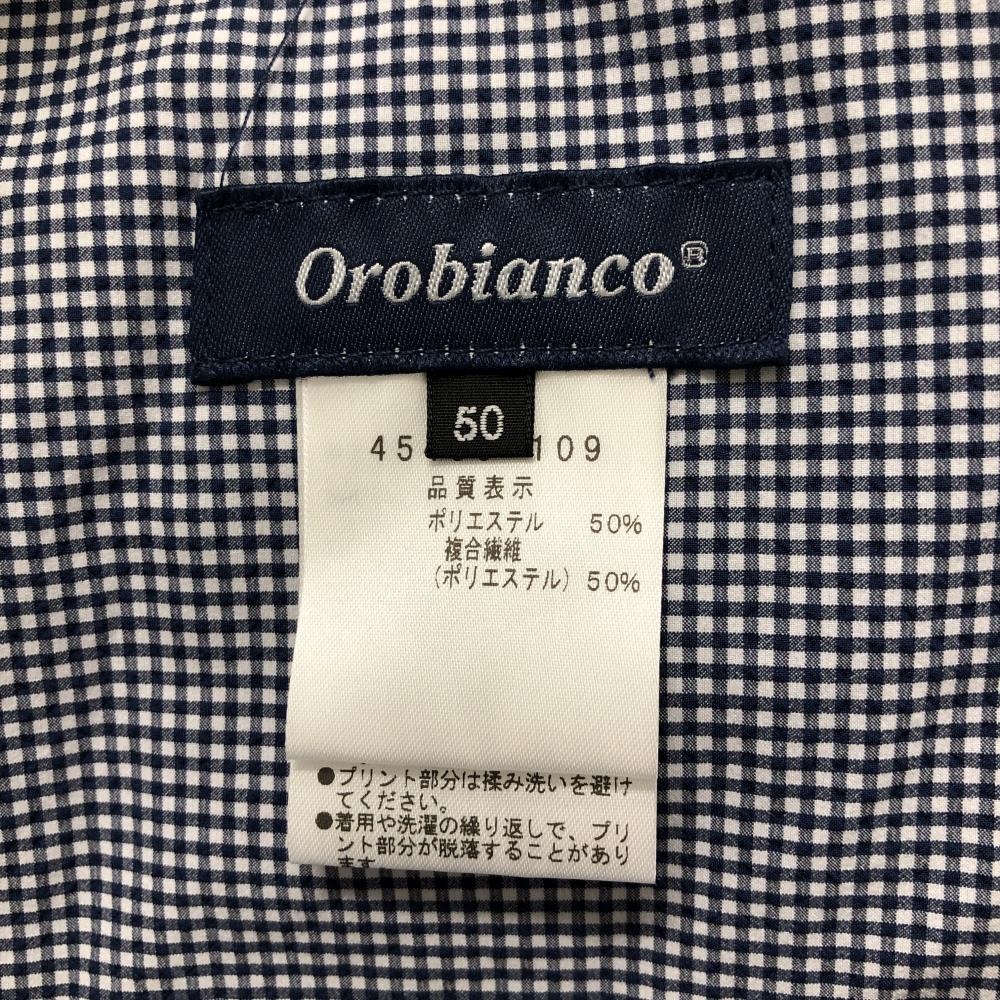 Orobianco®
50
45 109
品質表示
ポリエステル 50%
複合繊維
(ポリエステル) 50%
●プリント部分は揉み洗いを避け
てください。
●着用や洗濯の繰り返しで、プリ
ント部分が脱落することがあり
ます